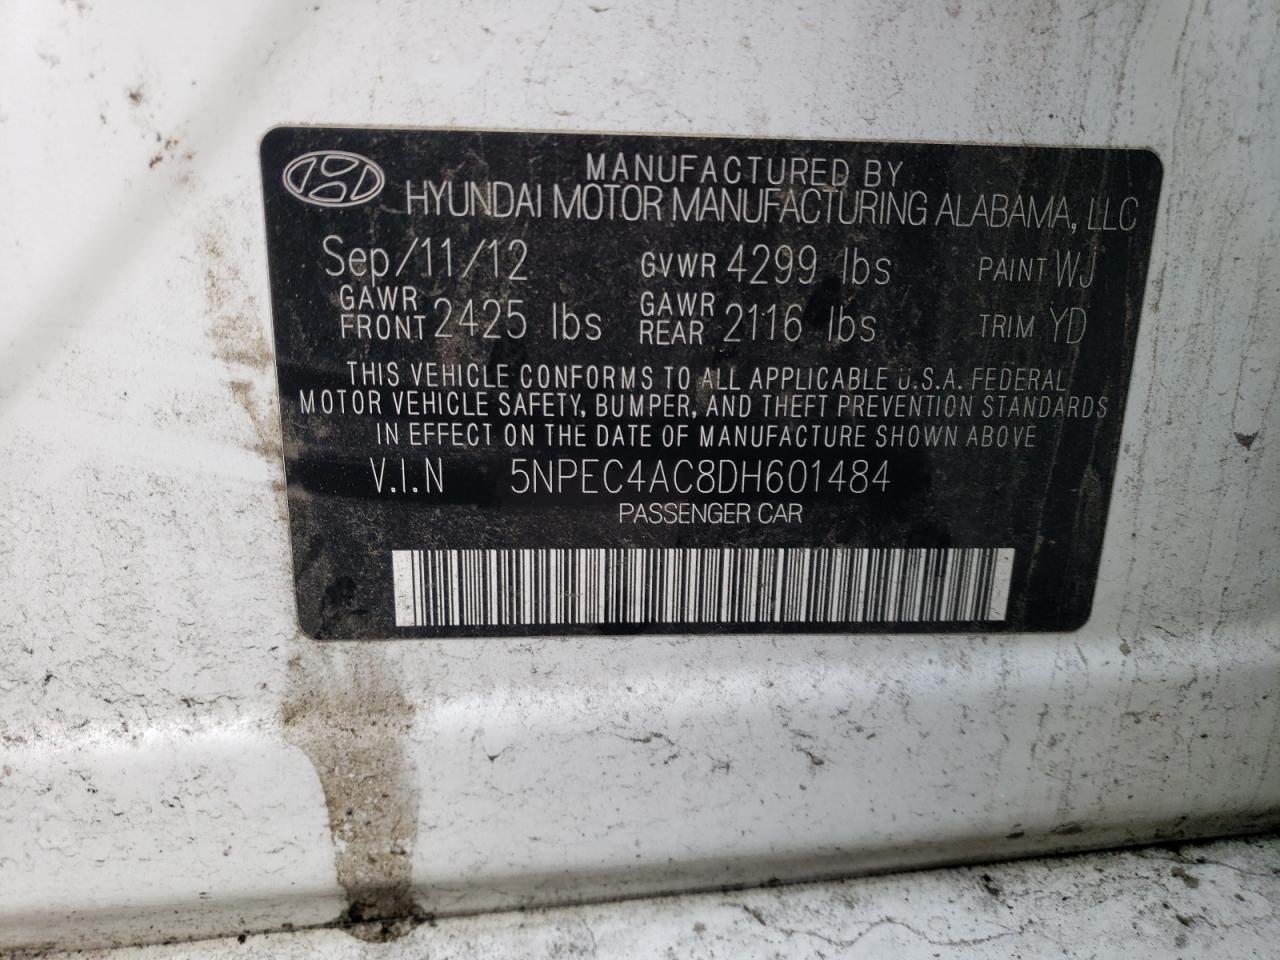 MANUFACTURED BY
HYUNDAI MOTOR MANUFACTURING ALABAMA, LLC
Sep/11/12 GVWR 4299 lbs PAINT WJ
GAWR FRONT 2425 lbs GAWR REAR 2116 lbs TRIM YD
THIS VEHICLE CONFORMS TO ALL APPLICABLE U.S.A. FEDERAL
MOTOR VEHICLE SAFETY, BUMPER, AND THEFT PREVENTION STANDARDS
IN EFFECT ON THE DATE OF MANUFACTURE SHOWN ABOVE
V.I.N 5NPEC4AC8DH601484
PASSENGER CAR